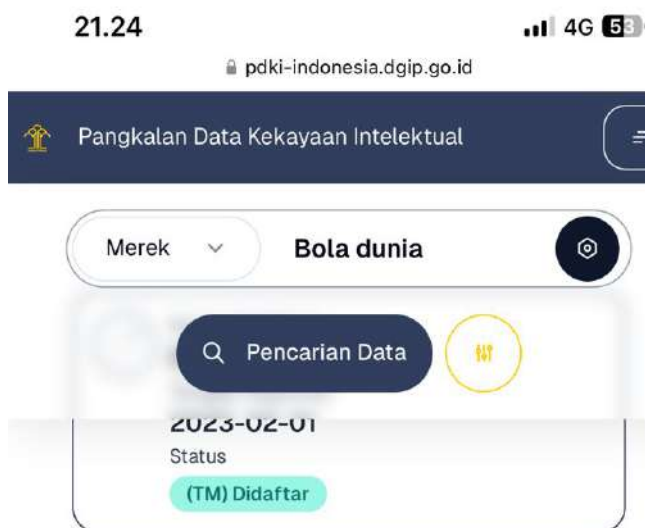 21.24
4G 53
pdki-indonesia.dgip.go.id
Pangkalan Data Kekayaan Intelektual
Merek
Bola dunia
Pencarian Data
2023-02-01
Status
(TM) Didaftar